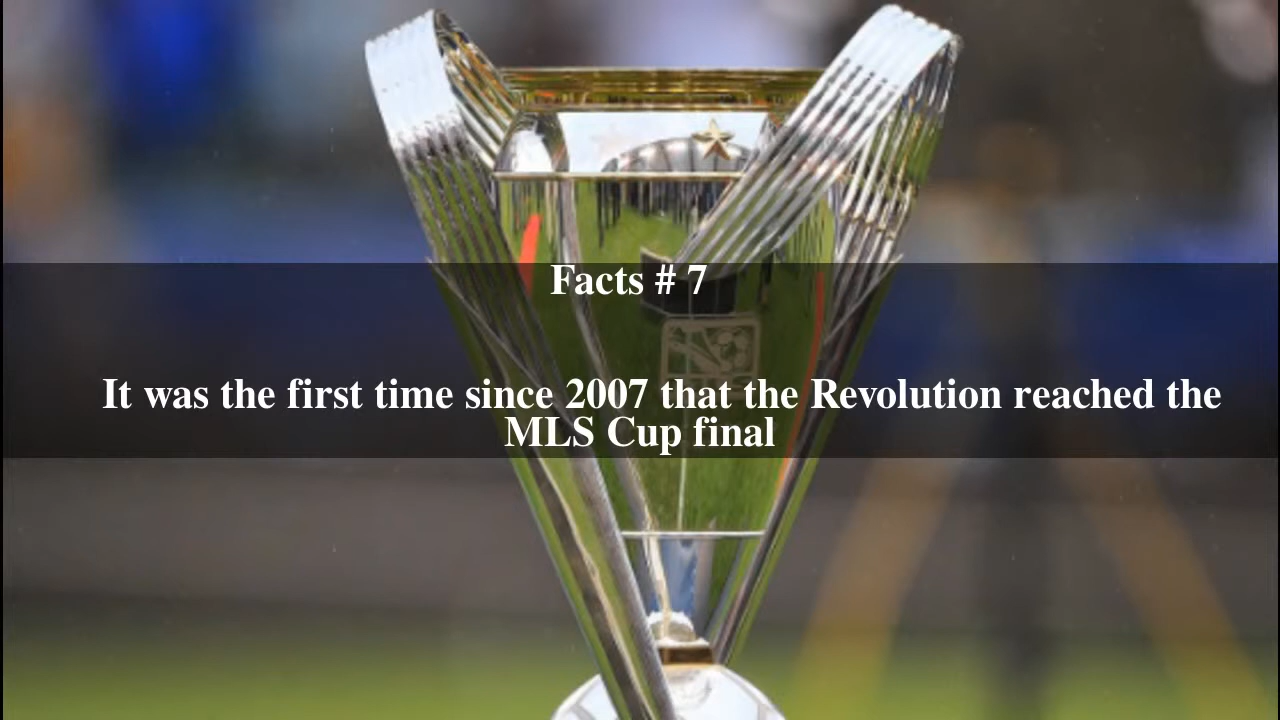 Facts # 7
It was the first time since 2007 that the Revolution reached the
MLS Cup final